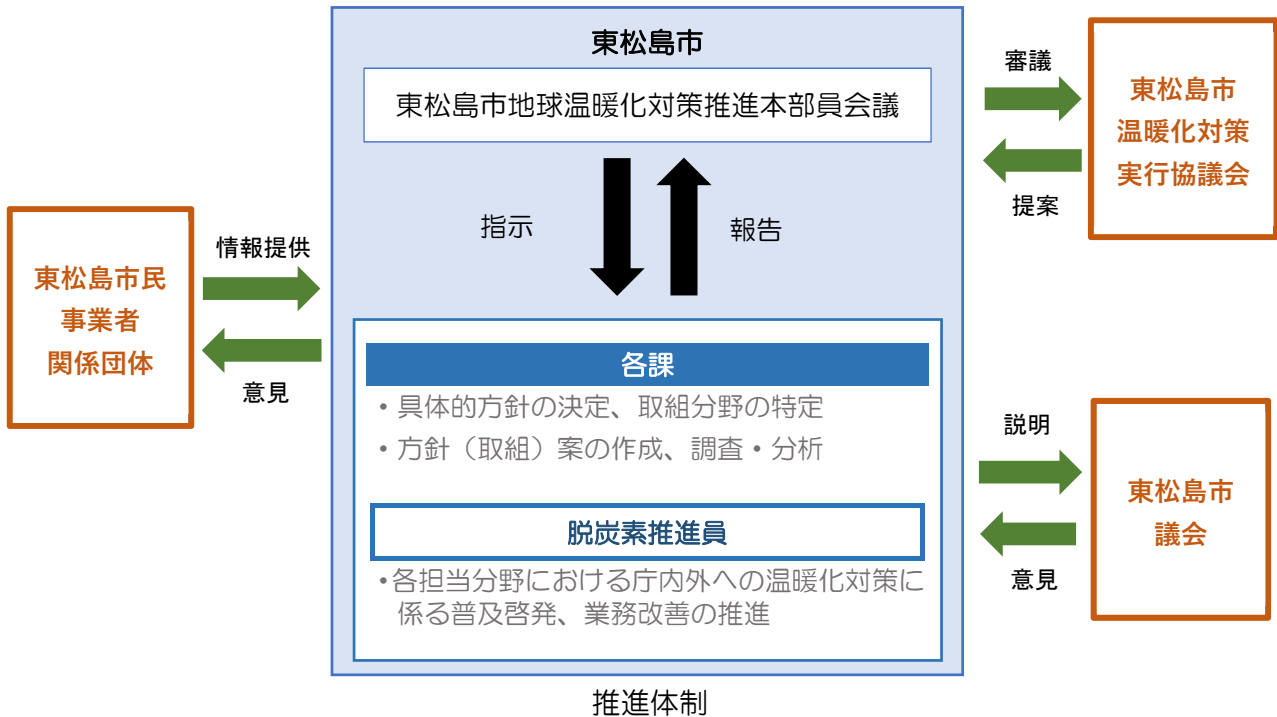 東松島市
東松島市地球温暖化対策推進本部員会議
指示
報告
各課
・具体的方針の決定、取組分野の特定
・方針（取組）案の作成、調査・分析
脱炭素推進員
・各担当分野における庁内外への温暖化対策に
係る普及啓発、業務改善の推進
情報提供
東松島市民
事業者
関係団体
意見
審議
東松島市
温暖化対策
実行協議会
提案
説明
東松島市
議会
意見
推進体制